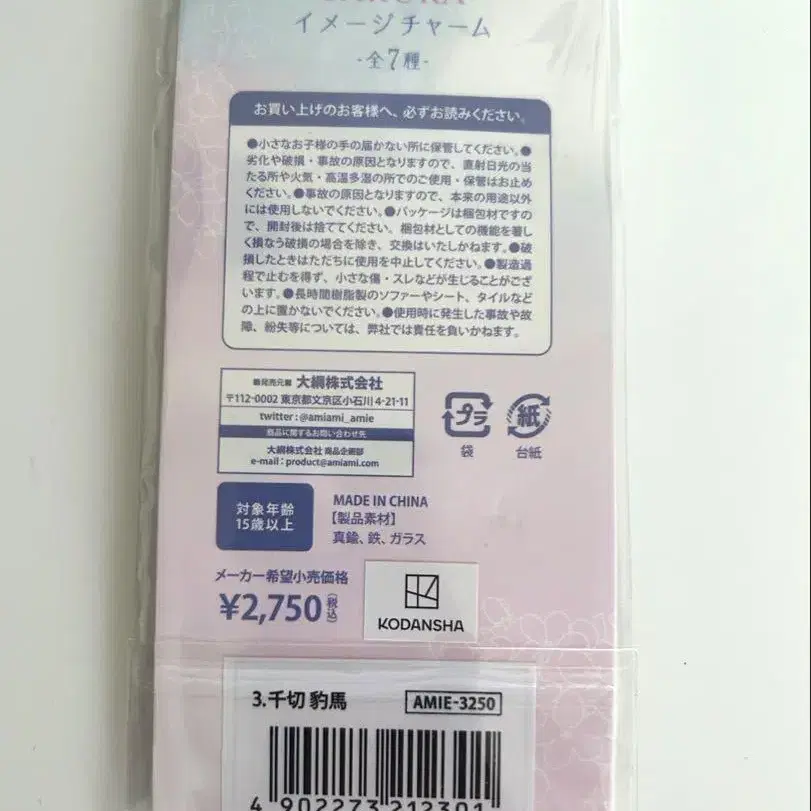 イメージチャーム
-全7種-
お買い上げのお客様へ、必ずお読みください。
●小さなお子様の手の届かない所に保管してください。●
劣化や破損・事故の原因となりますので、直射日光の当
たる所や火気・高温多湿の所でのご使用・保管はお止め
ください。●事故の原因となりますので、本来の用途以外
には使用しないでください。●パッケージは梱包材ですの
で、開封後は捨ててください。梱包材としての機能を著し
く損なう破損の場合を除き、交換はいたしかねます。●破
損したときはただちに使用を中止してください。●製造過
程で止むを得ず、小さな傷・スレなどが生じることがござ
います。●長時間樹脂製のソファーやシート、タイルなど
の上に置かないでください。●使用時に発生した事故や故
障、紛失等については、弊社では責任を負いかねます。
■発売元■ 大綱株式会社
〒112-0002 東京都文京区小石川 4-21-11
twitter : @amiami_amie
商品に関するお問い合わせ先
大綱株式会社 商品企画部
e-mail : product@amiami.com
プラ
袋
紙
台紙
対象年齢
15歳以上
MADE IN CHINA
【製品素材】
真鍮、鉄、ガラス
メーカー希望小売価格
¥2,750(税込)
KODANSHA
3.千切 豹馬
AMIE-3250
4 902273 212301